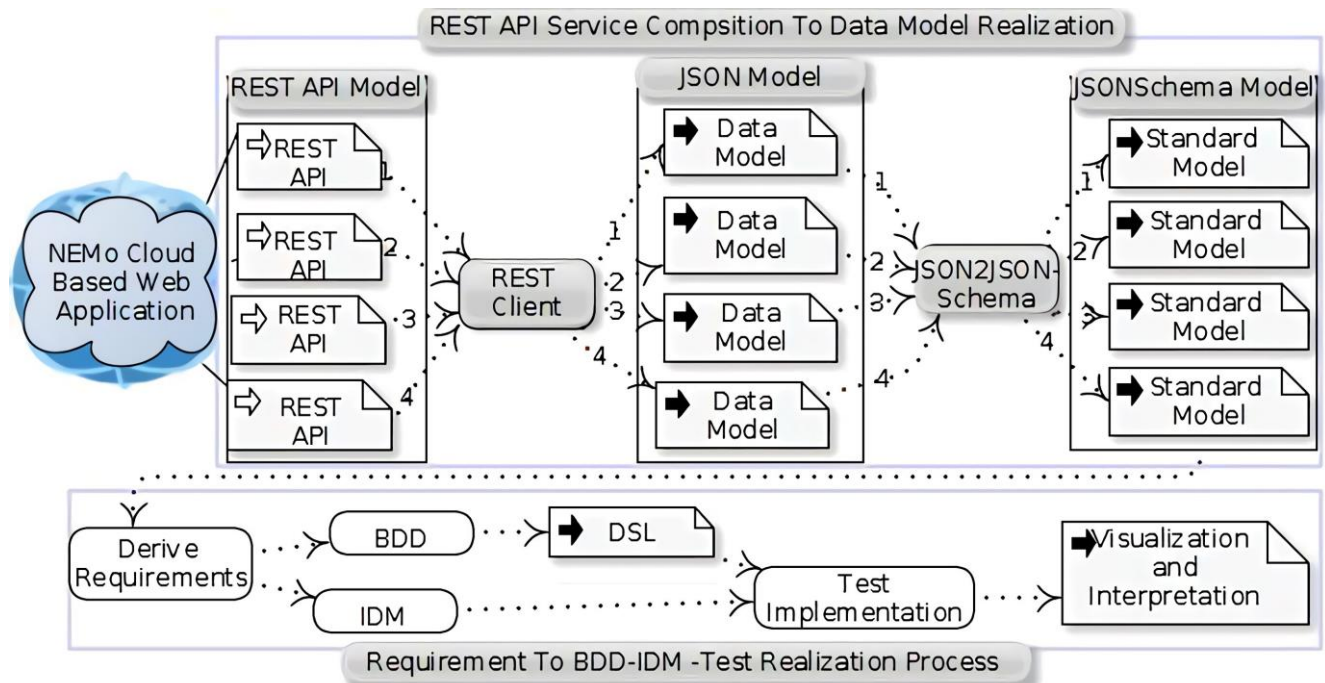 REST API Service Compsition To Data Model Realization
REST API Model
JSON Model
JSONSchema Model
NEMo Cloud
Based Web
Application
REST
API
REST
API
REST
API
REST
API
1
2
3
4
REST
Client
1
2
3
4
Data
Model
Data
Model
Data
Model
Data
Model
1
2
3
4
JSON2JSON-
Schema
1
2
3
4
Standard
Model
Standard
Model
Standard
Model
Standard
Model
Derive
Requirements
BDD
IDM
DSL
Test
Implementation
Visualization
and
Interpretation
Requirement To BDD-IDM -Test Realization Process